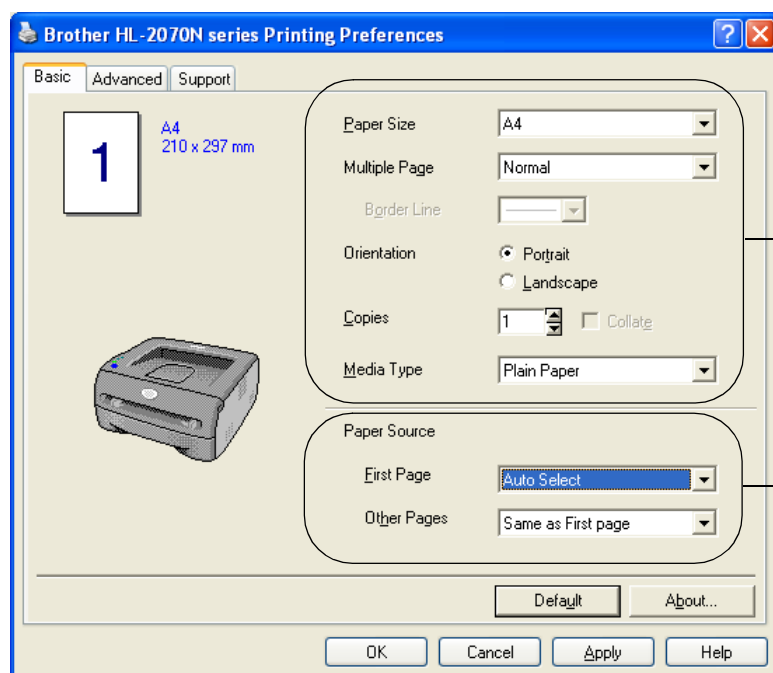 Brother HL-2070N series Printing Preferences
Basic Advanced Support
1
A4
210 x 297 mm
Paper Size A4
Multiple Page Normal
Border Line
Orientation Portrait
Landscape
Copies 1 Collate
Media Type Plain Paper
Paper Source
First Page Auto Select
Other Pages Same as First page
Default About...
OK Cancel Apply Help